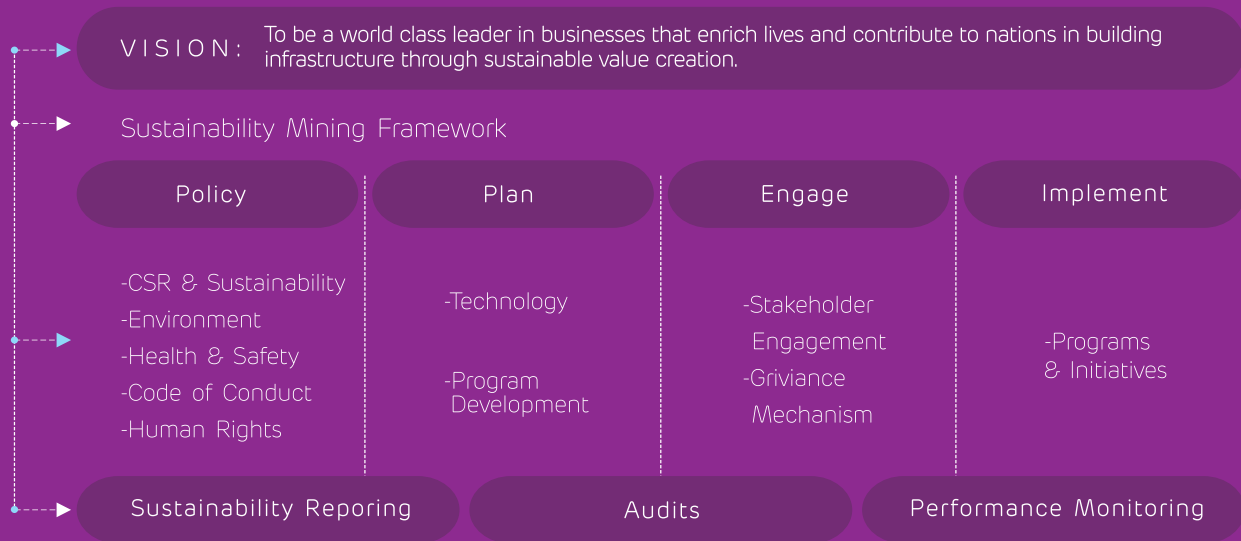 VISION:
To be a world class leader in businesses that enrich lives and contribute to nations in building
infrastructure through sustainable value creation.
Sustainability Mining Framework
Policy
Plan
Engage
Implement
-CSR & Sustainability
-Environment
-Health & Safety
-Code of Conduct
-Human Rights
-Technology
-Program
Development
-Stakeholder
Engagement
-Griviance
Mechanism
-Programs
& Initiatives
Sustainability Reporing
Audits
Performance Monitoring